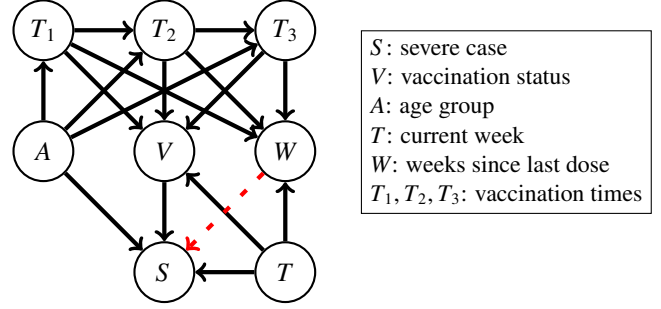 T₁ T₂ T₃
A V W
S T
S: severe case
V: vaccination status
A: age group
T: current week
W: weeks since last dose
T₁, T₂, T₃: vaccination times